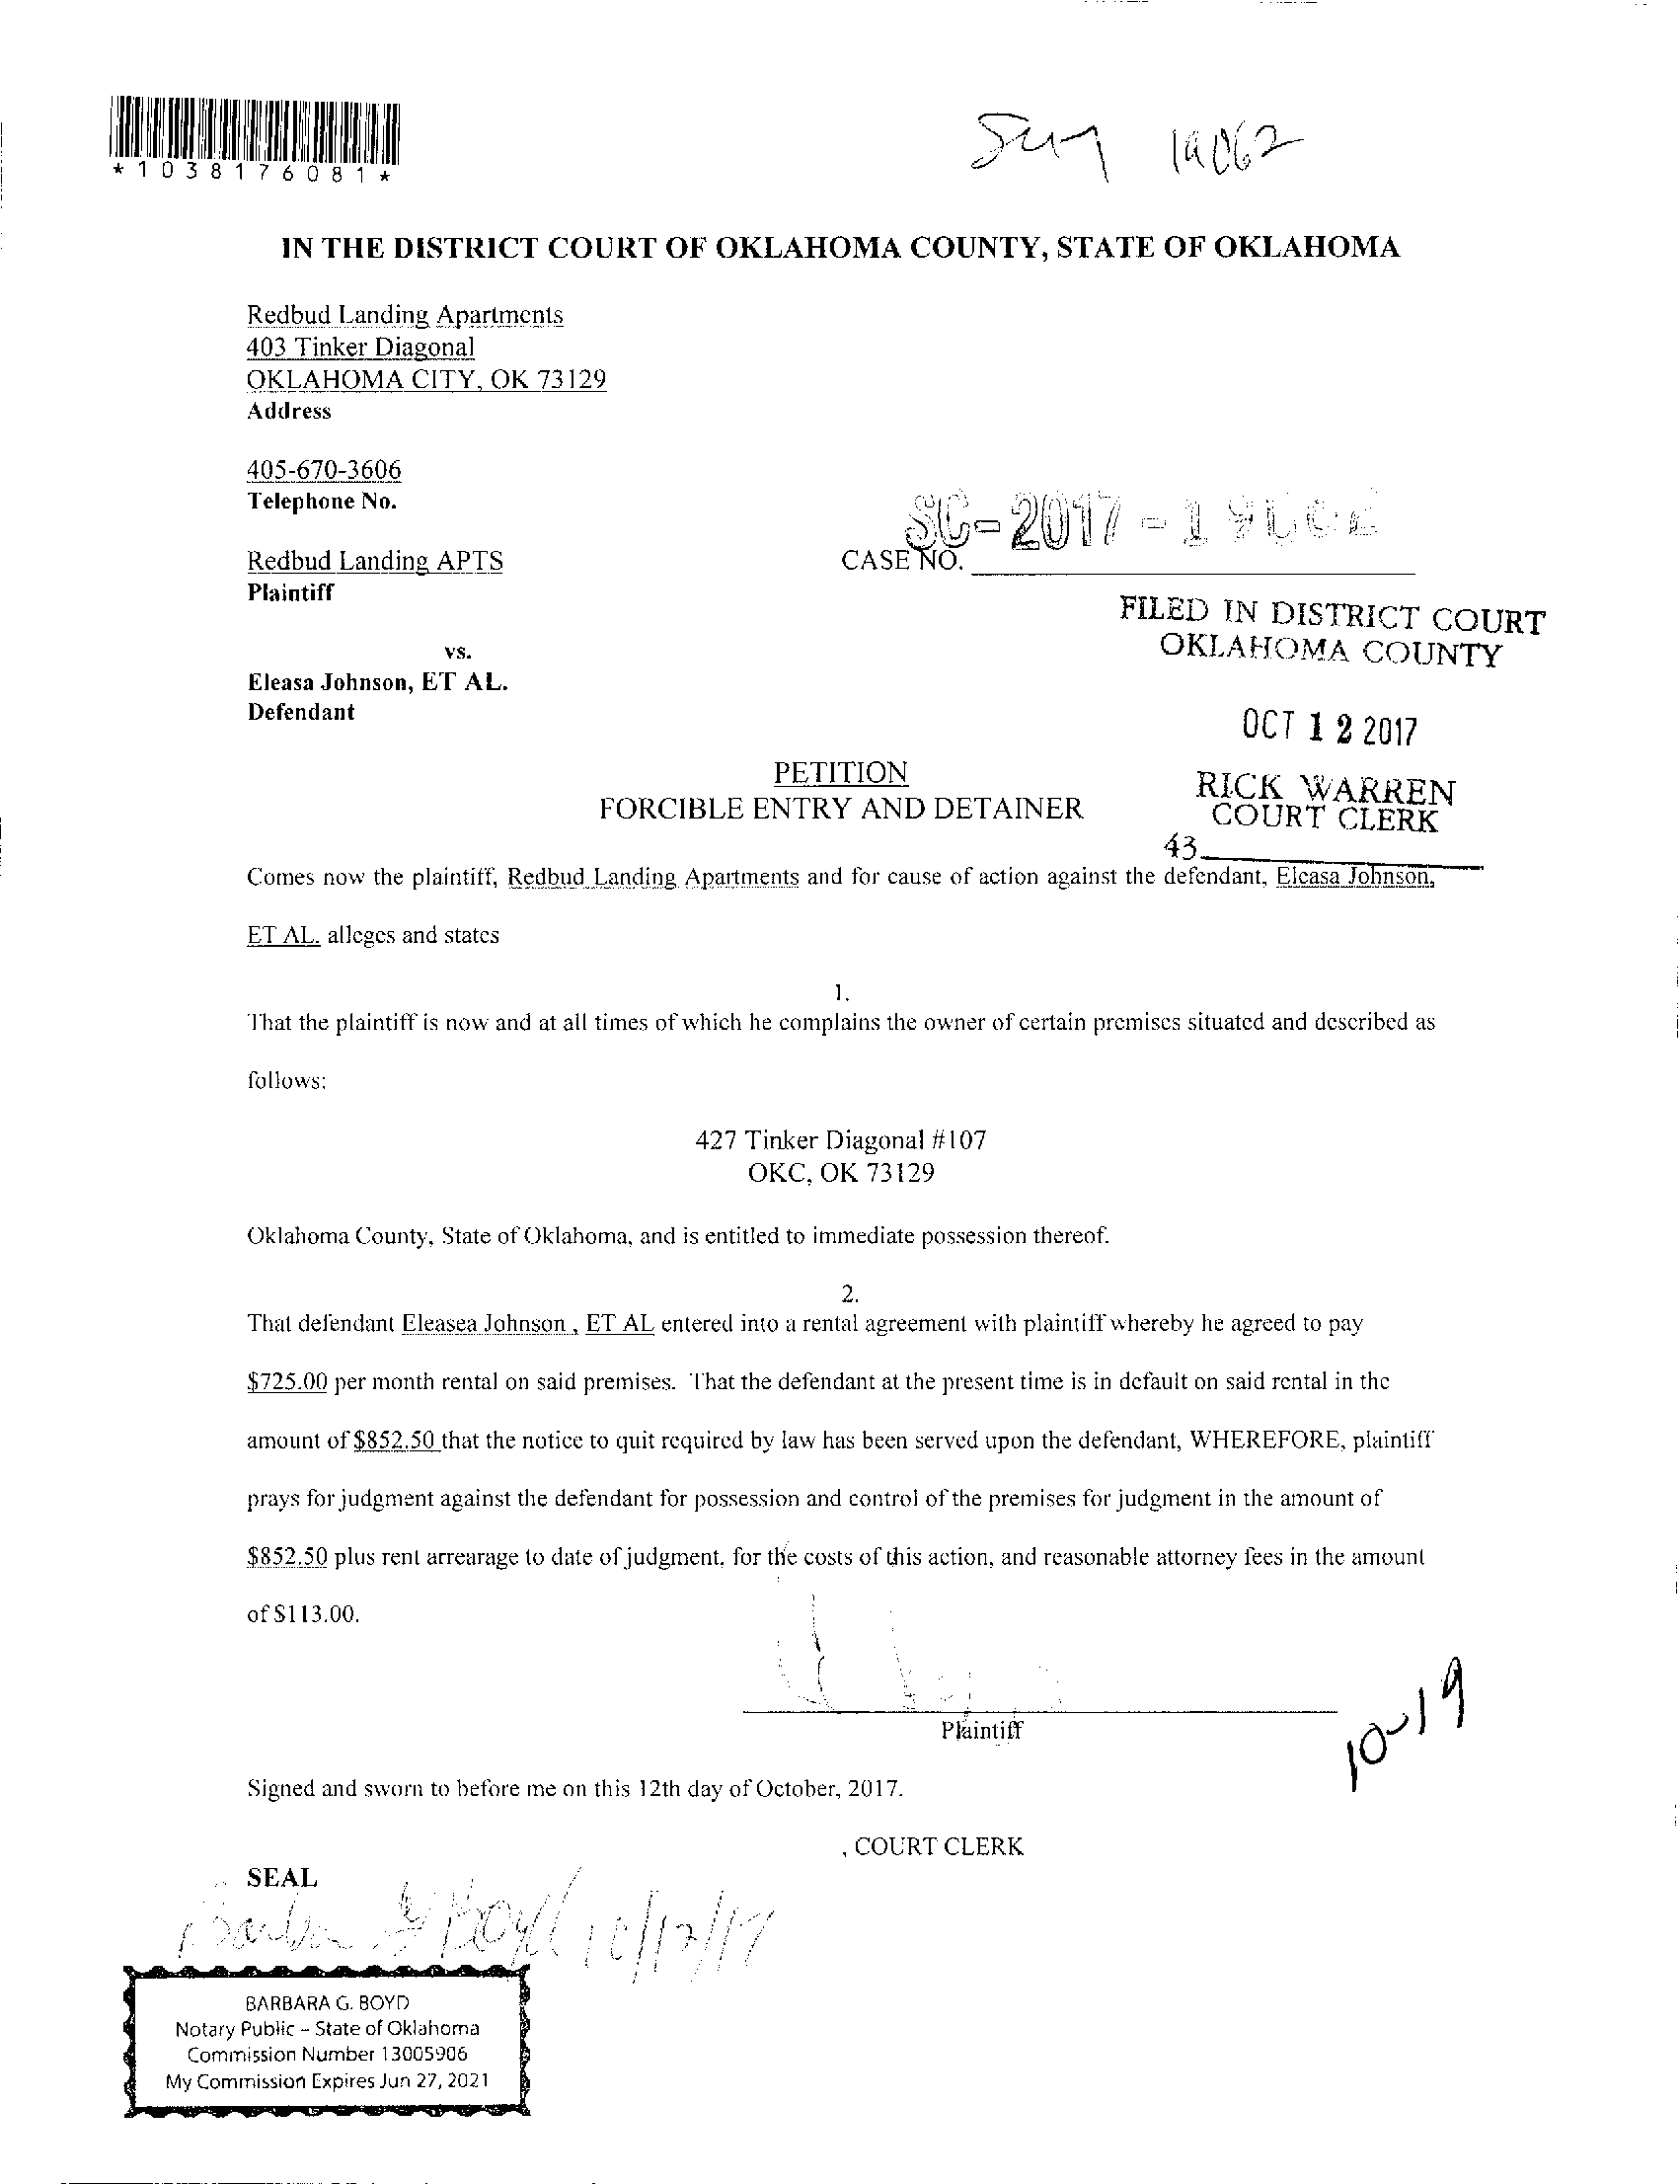 *1038176081*
19062
IN THE DISTRICT COURT OF OKLAHOMA COUNTY, STATE OF OKLAHOMA
Redbud Landing Apartments
403 Tinker Diagonal
OKLAHOMA CITY, OK 73129
Address
405-670-3606
Telephone No.
SC-2017-19062
Redbud Landing APTS
CASE NO.
Plaintiff
FILED IN DISTRICT COURT
OKLAHOMA COUNTY
vs.
Eleasa Johnson, ET AL.
Defendant
OCT 12 2017
PETITION
RICK WARREN
COURT CLERK
FORCIBLE ENTRY AND DETAINER
43
Comes now the plaintiff, Redbud Landing Apartments and for cause of action against the defendant, Eleasa Johnson,
ET AL. alleges and states
1.
That the plaintiff is now and at all times of which he complains the owner of certain premises situated and described as
follows:
427 Tinker Diagonal #107
OKC, OK 73129
Oklahoma County, State of Oklahoma, and is entitled to immediate possession thereof.
2.
That defendant Eleasea Johnson , ET AL entered into a rental agreement with plaintiff whereby he agreed to pay
$725.00 per month rental on said premises. That the defendant at the present time is in default on said rental in the
amount of $852.50 that the notice to quit required by law has been served upon the defendant, WHEREFORE, plaintiff
prays for judgment against the defendant for possession and control of the premises for judgment in the amount of
$852.50 plus rent arrearage to date of judgment, for the costs of this action, and reasonable attorney fees in the amount
of $113.00.
Plaintiff
10-19
Signed and sworn to before me on this 12th day of October, 2017.
, COURT CLERK
SEAL
Barbara G Boyd 10/12/17
BARBARA G. BOYD
Notary Public - State of Oklahoma
Commission Number 13005906
My Commission Expires Jun 27, 2021